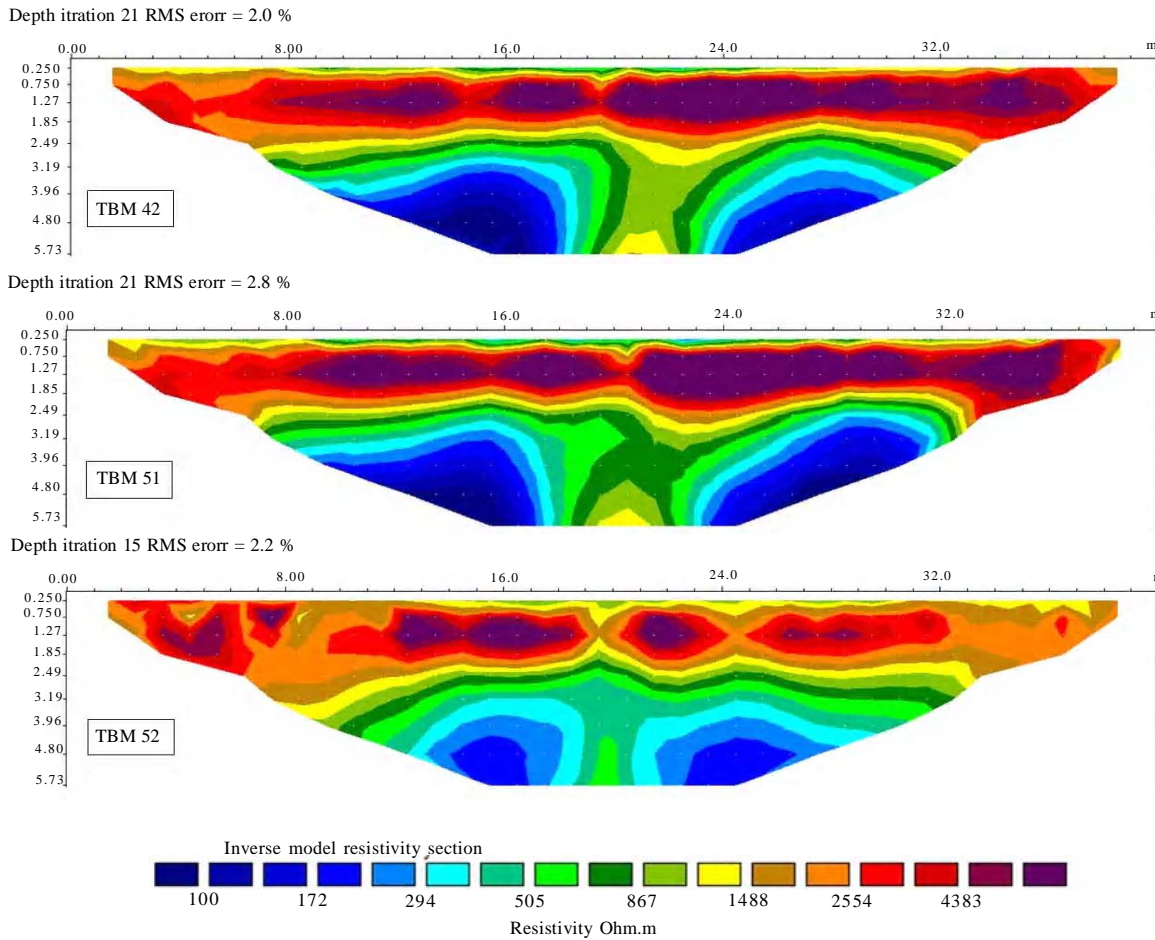 Depth itration 21 RMS erorr = 2.0 %
0.00 8.00 16.0 24.0 32.0 m
0.250
0.750
1.27
1.85
2.49
3.19
3.96
4.80
5.73
TBM 42
Depth itration 21 RMS erorr = 2.8 %
0.00 8.00 16.0 24.0 32.0 m
0.250
0.750
1.27
1.85
2.49
3.19
3.96
4.80
5.73
TBM 51
Depth itration 15 RMS erorr = 2.2 %
0.00 8.00 16.0 24.0 32.0
0.250
0.750
1.27
1.85
2.49
3.19
3.96
4.80
5.73
TBM 52
Inverse model resistivity section
100 172 294 505 867 1488 2554 4383
Resistivity Ohm.m